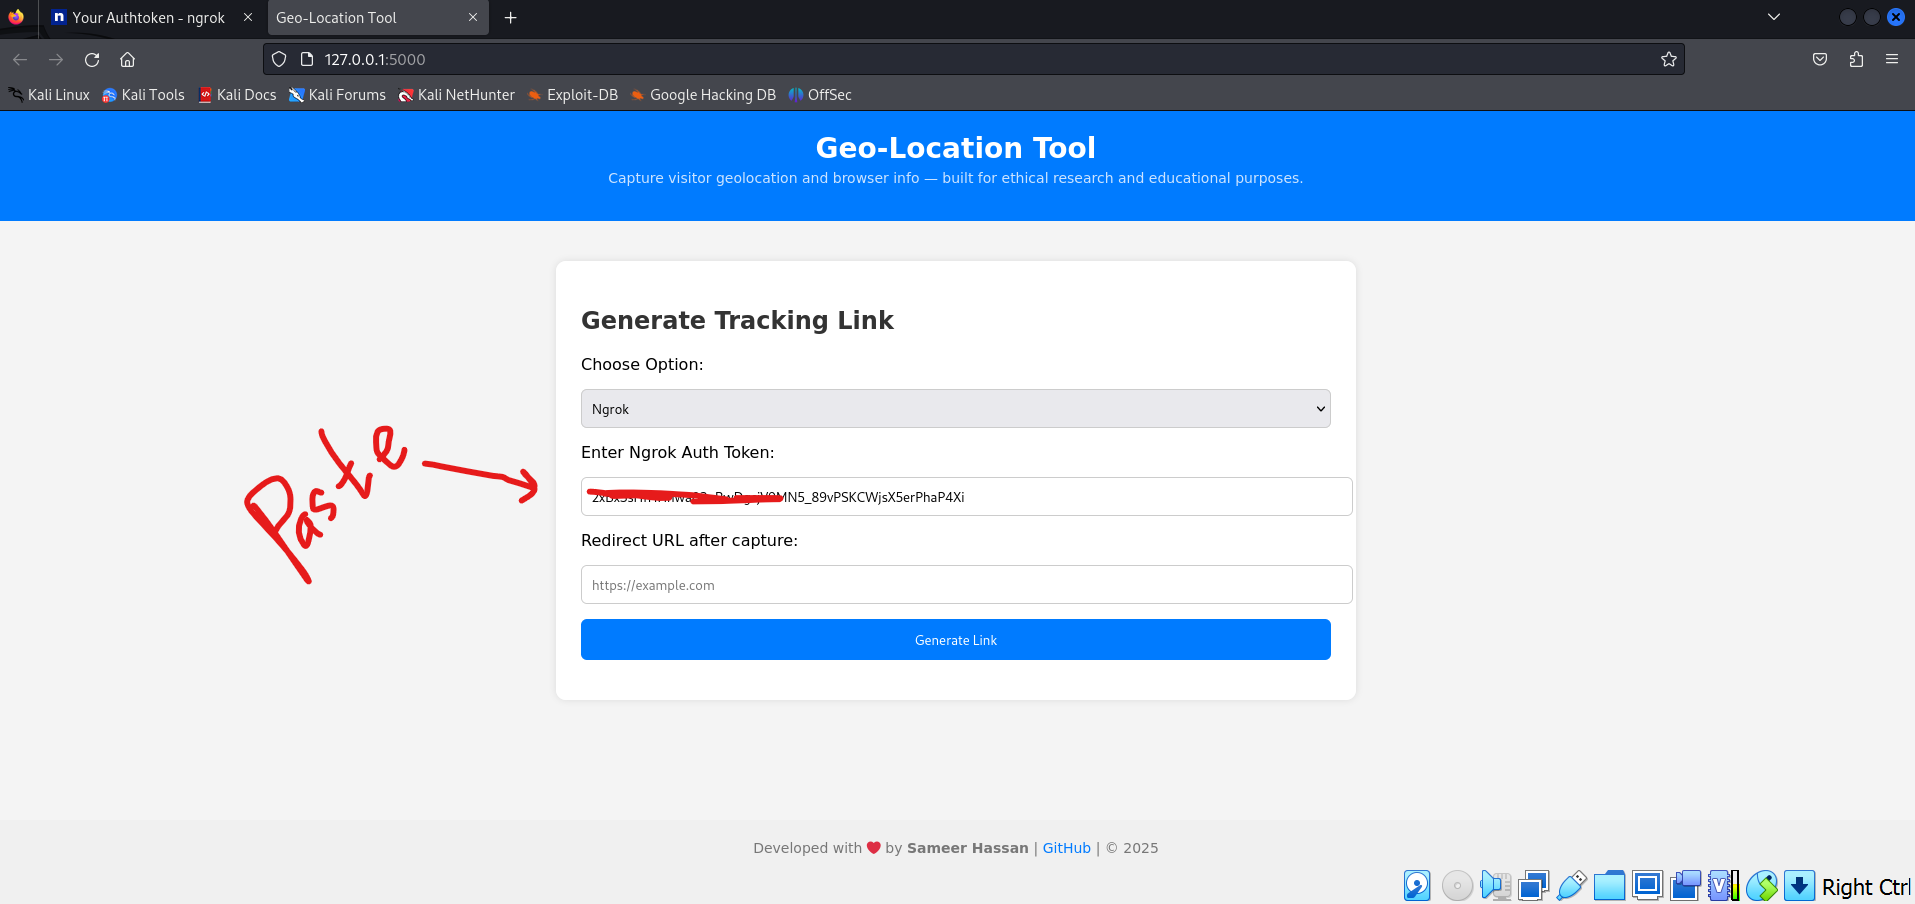 Your Authtoken - ngrok
Geo-Location Tool
127.0.0.1:5000
Kali Linux
Kali Tools
Kali Docs
Kali Forums
Kali NetHunter
Exploit-DB
Google Hacking DB
OffSec
Geo-Location Tool
Capture visitor geolocation and browser info — built for ethical research and educational purposes.
Generate Tracking Link
Choose Option:
Ngrok
Enter Ngrok Auth Token:
MN5_89vPSKCWjsX5erPhaP4Xi
Paste
Redirect URL after capture:
https://example.com
Generate Link
Developed with ❤ by Sameer Hassan | GitHub | © 2025
Right Ctrl